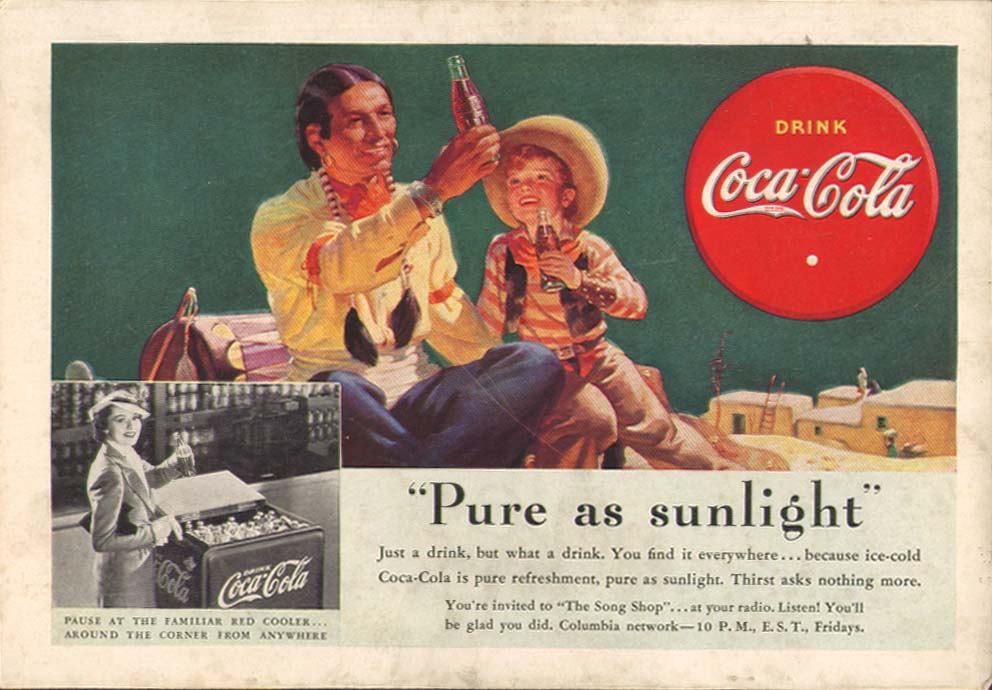 DRINK
Coca-Cola
"Pure as sunlight"
Just a drink, but what a drink. You find it everywhere...because ice-cold
Coca-Cola is pure refreshment, pure as sunlight. Thirst asks nothing more.
You're invited to "The Song Shop"...at your radio. Listen! You'll
be glad you did. Columbia network—10 P. M., E. S. T., Fridays.
DRINK
Coca-Cola
Cola
PAUSE AT THE FAMILIAR RED COOLER...
AROUND THE CORNER FROM ANYWHERE